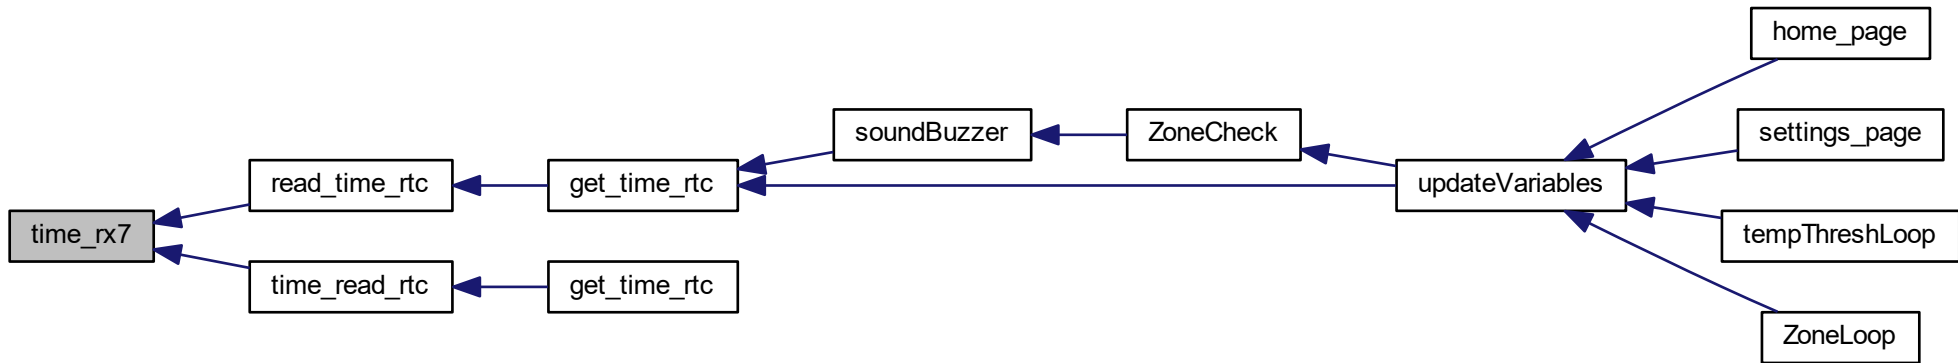 home_page
soundBuzzer
ZoneCheck
settings_page
read_time_rtc
get_time_rtc
updateVariables
time_rx7
tempThreshLoop
time_read_rtc
get_time_rtc
ZoneLoop